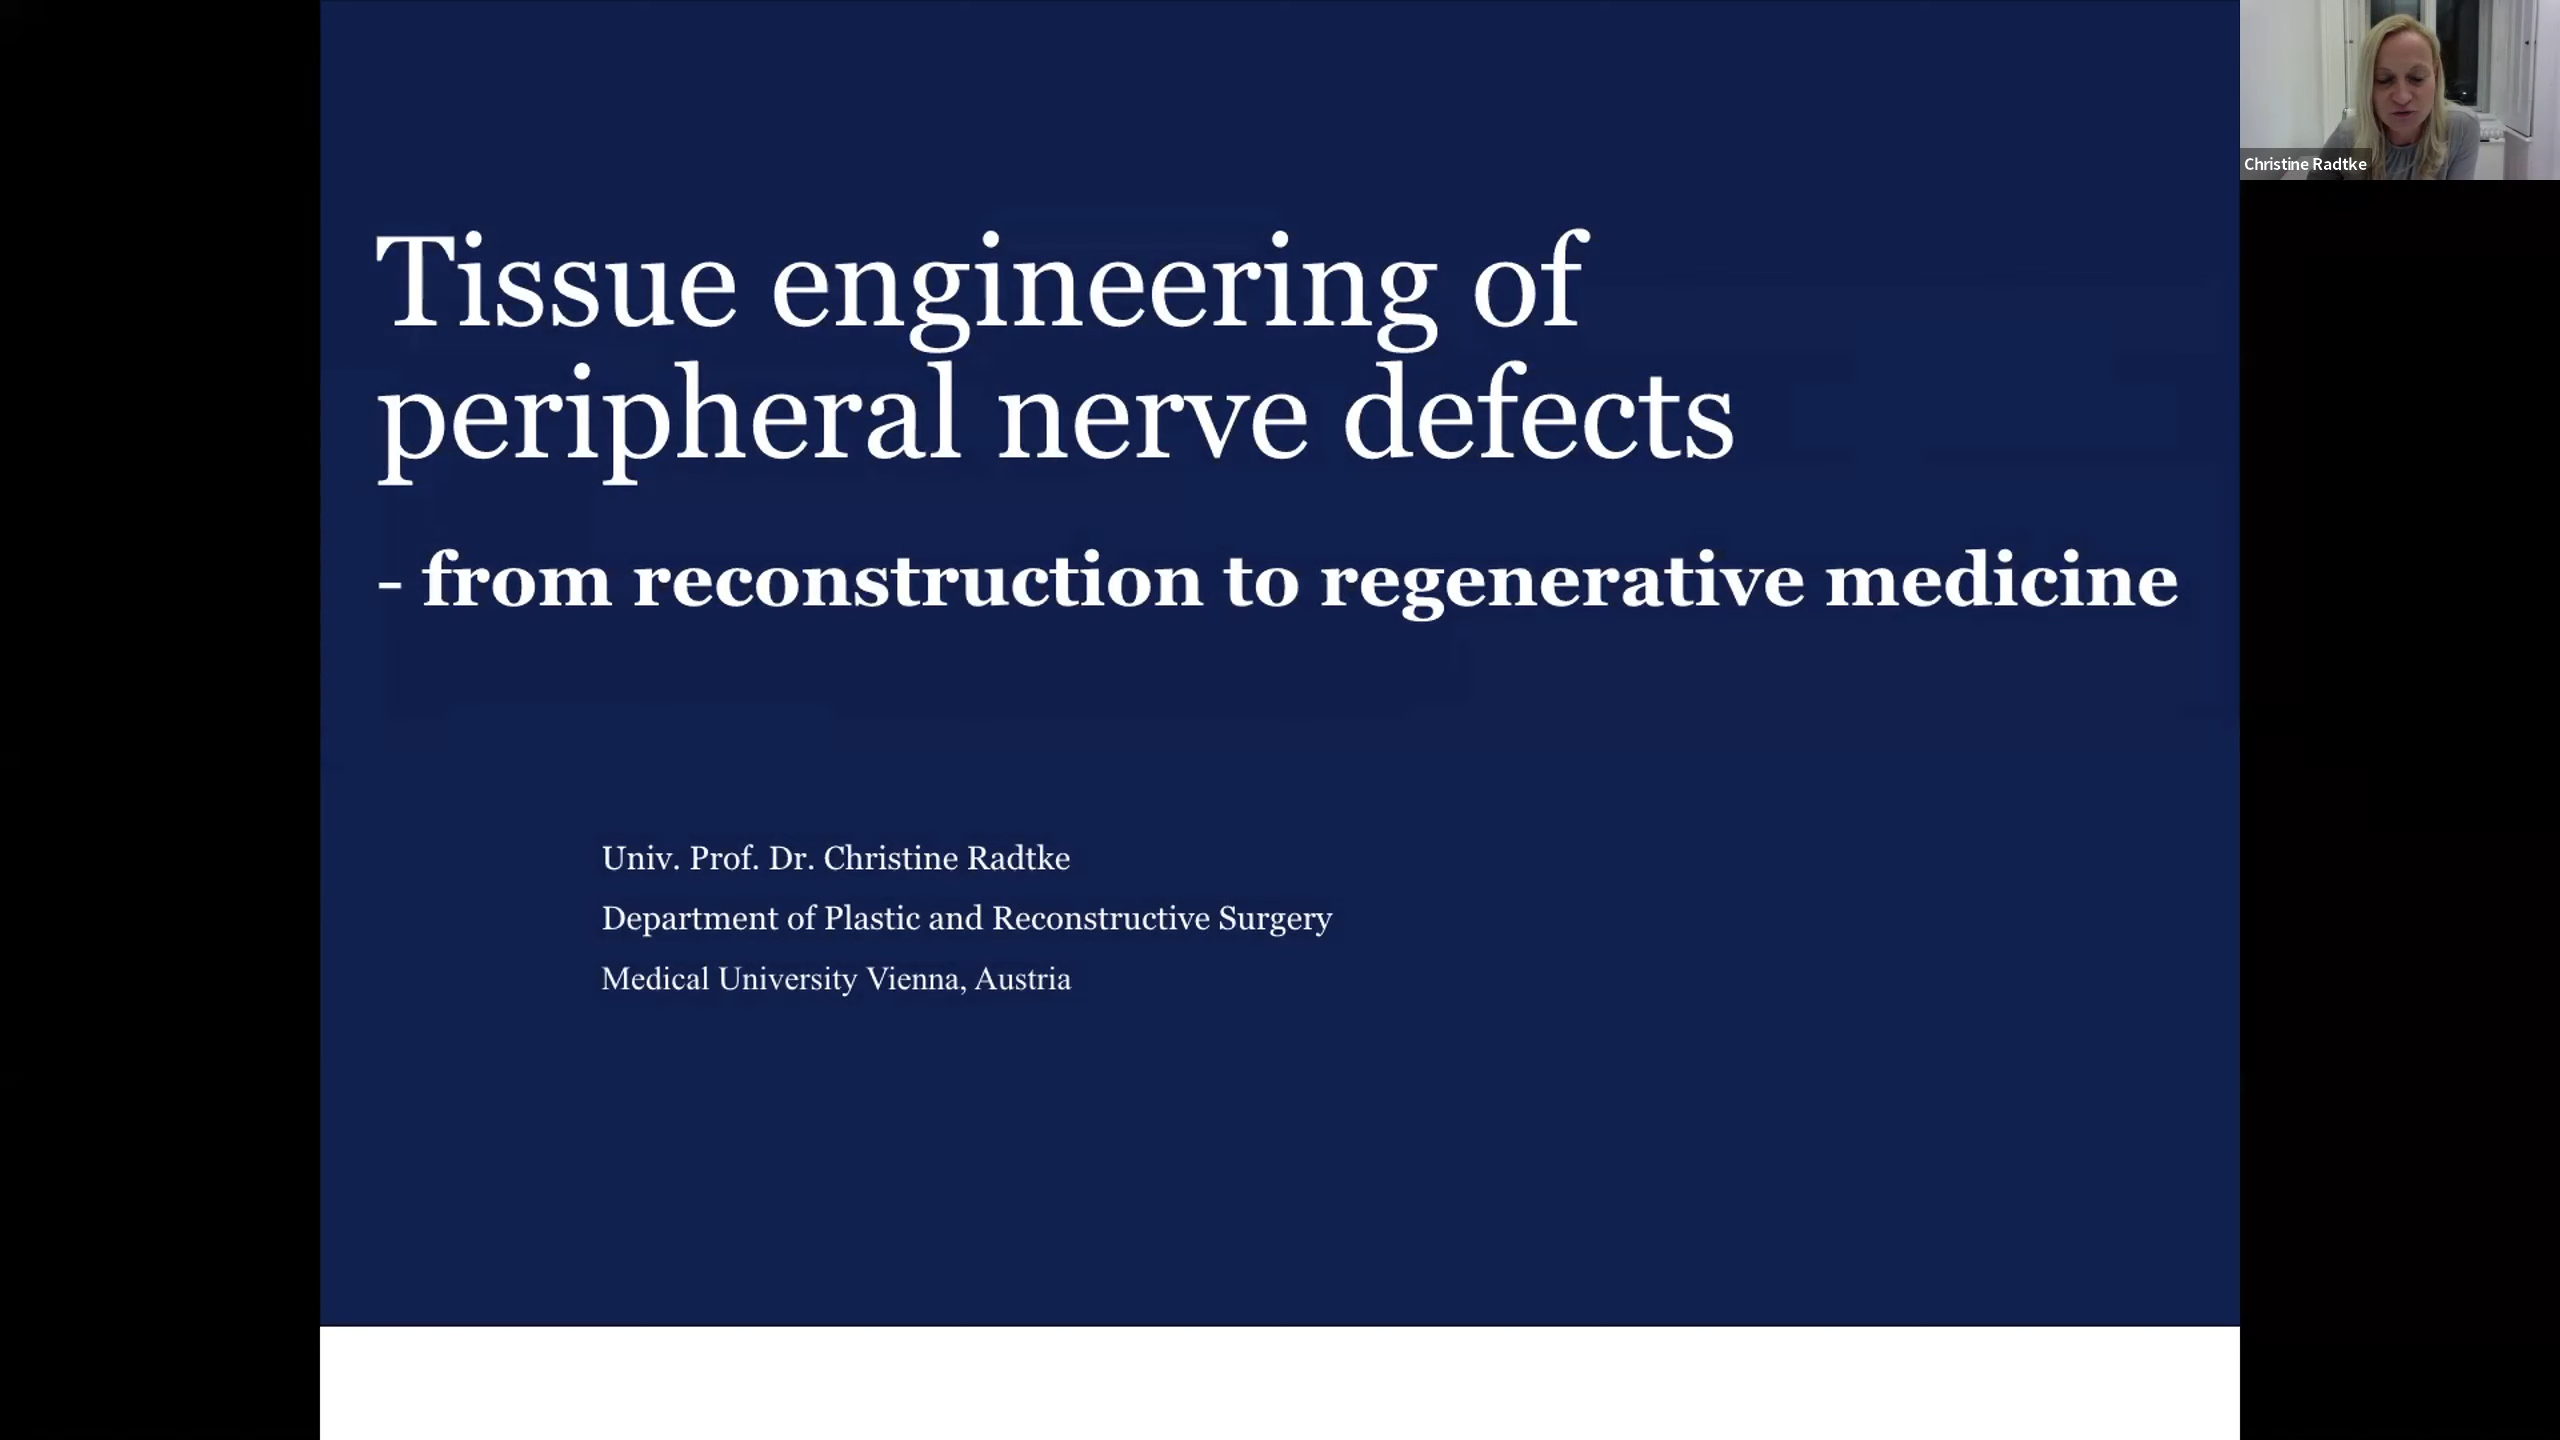 Tissue engineering of
peripheral nerve defects
- from reconstruction to regenerative medicine
Univ. Prof. Dr. Christine Radtke
Department of Plastic and Reconstructive Surgery
Medical University Vienna, Austria
Christine Radtke